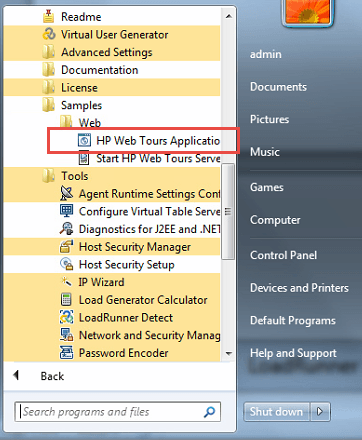 Readme
Virtual User Generator
Advanced Settings
Documentation
License
Samples
Web
HP Web Tours Applicatio
Start HP Web Tours Serve
Tools
Agent Runtime Settings Conf
Configure Virtual Table Serve
Diagnostics for J2EE and .NET
Host Security Manager
Host Security Setup
IP Wizard
Load Generator Calculator
LoadRunner Detect
Network and Security Manag
Password Encoder
Back
Search programs and files
admin
Documents
Pictures
Music
Games
Computer
Control Panel
Devices and Printers
Default Programs
Help and Support
LoadRunner
Shut down